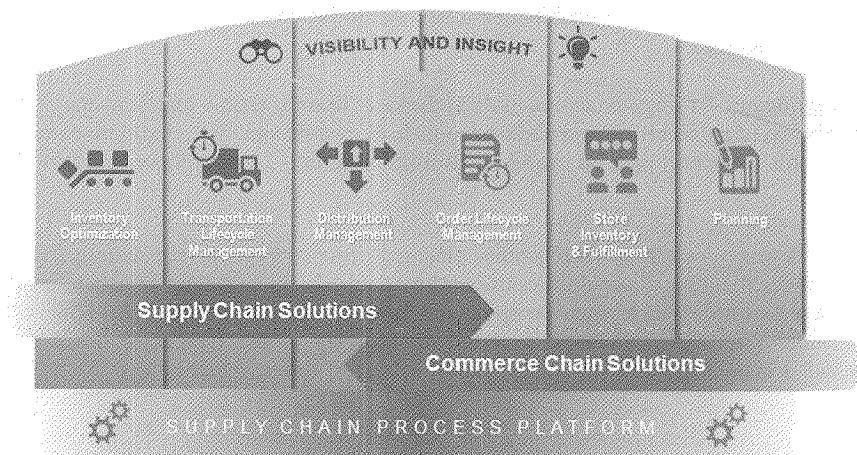 VISIBILITY AND INSIGHT
Inventory
Optimization
Transportation
Lifecycle
Management
Distribution
Management
Order Lifecycle
Management
Store
Inventory
& Fulfillment
Planning
Supply Chain Solutions
Commerce Chain Solutions
SUPPLY CHAIN PROCESS PLATFORM